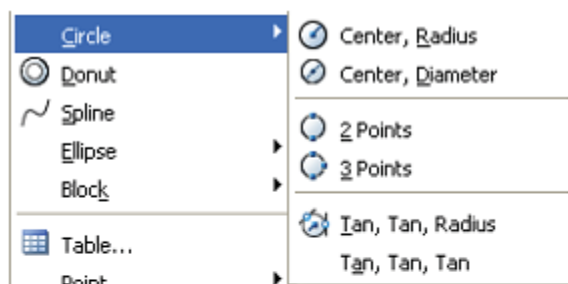 Circle
Donut
Spline
Ellipse
Block
Table...
Point
Center, Radius
Center, Diameter
2 Points
3 Points
Tan, Tan, Radius
Tan, Tan, Tan